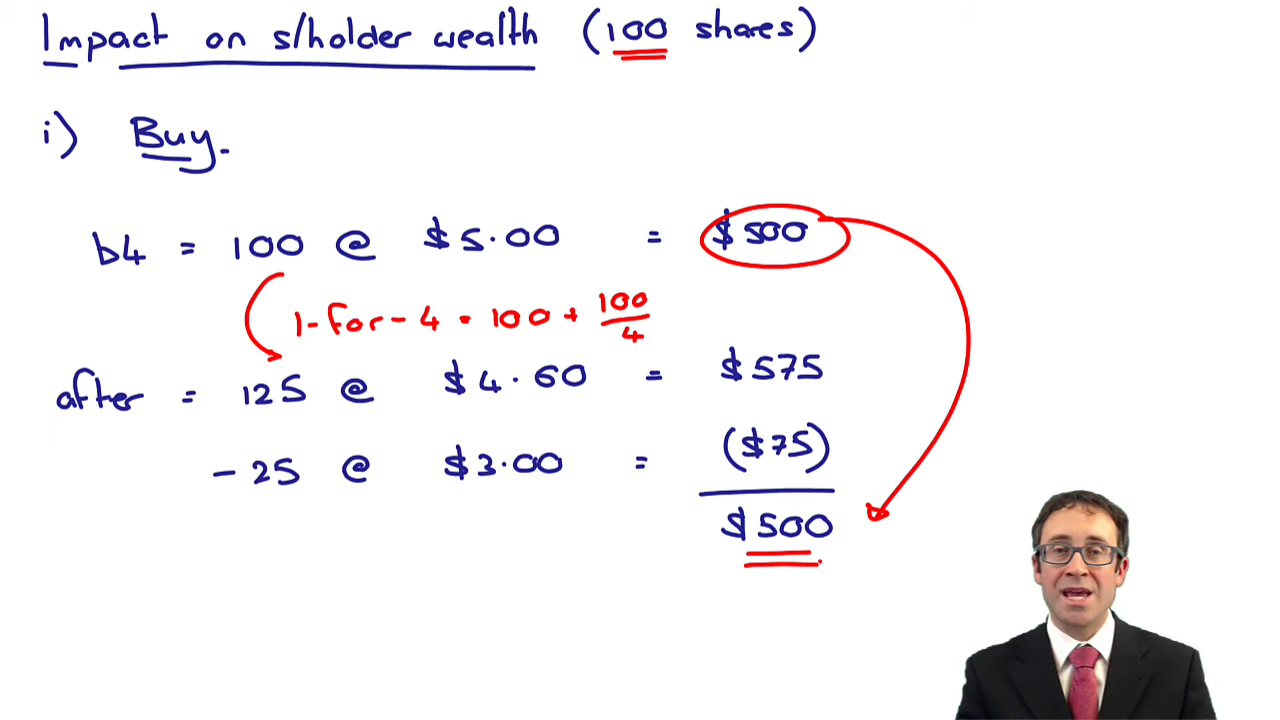 Impact on s/holder wealth (100 shares)
i) Buy.
b4 = 100 @ $5.00 = $500
1-for-4 = 100 + 100/4
after = 125 @ $4.60 = $575
-25 @ $3.00 = ($75)
$500